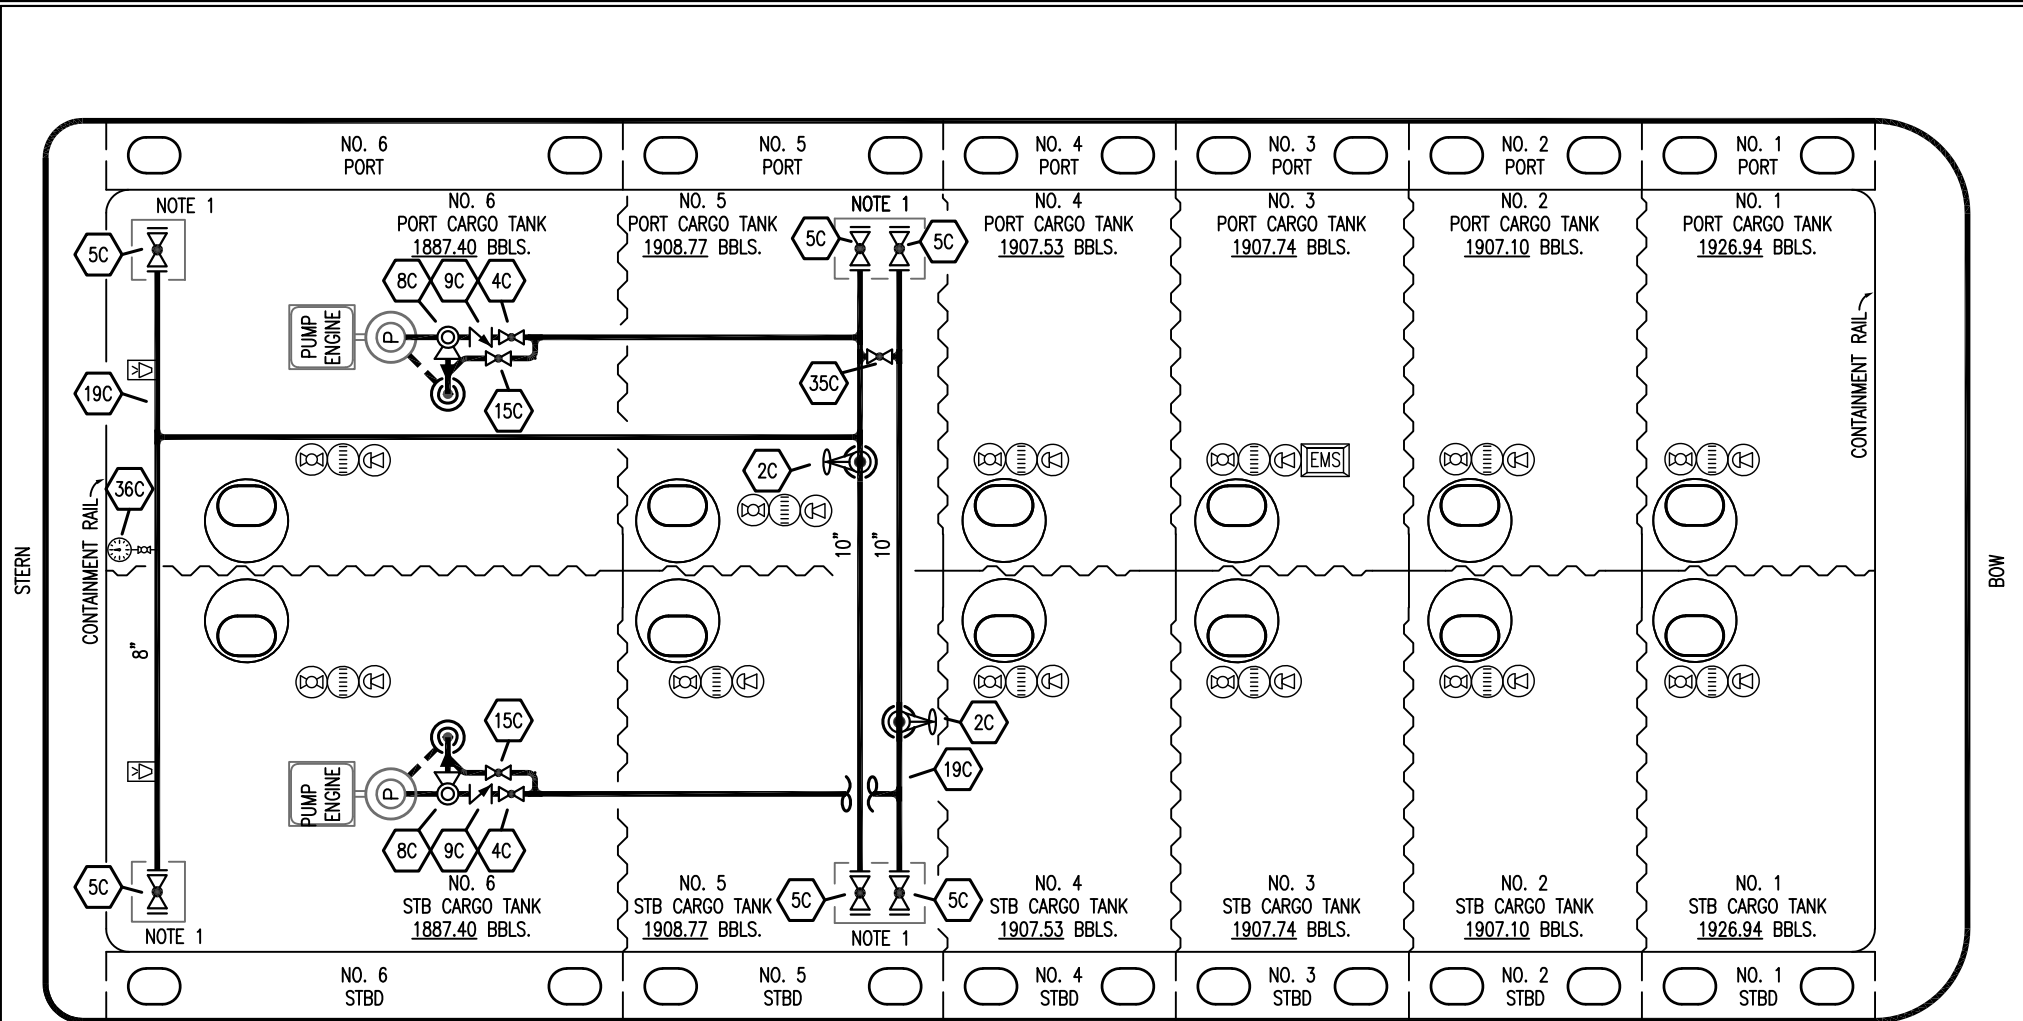 NO. 6
PORT
NO. 5
PORT
NO. 4
PORT
NO. 3
PORT
NO. 2
PORT
NO. 1
PORT
NOTE 1
NO. 6
PORT CARGO TANK
1887.40 BBLS.
NO. 5
PORT CARGO TANK
1908.77 BBLS.
NOTE 1
NO. 4
PORT CARGO TANK
1907.53 BBLS.
NO. 3
PORT CARGO TANK
1907.74 BBLS.
NO. 2
PORT CARGO TANK
1907.10 BBLS.
NO. 1
PORT CARGO TANK
1926.94 BBLS.
5C
5C
5C
8C
9C
4C
PUMP
ENGINE
P
15C
35C
19C
CONTAINMENT RAIL
2C
EMS
36C
CONTAINMENT RAIL
STERN
10"
10"
BOW
8"
15C
2C
19C
PUMP
ENGINE
P
8C
9C
4C
5C
5C
5C
NOTE 1
NO. 6
STB CARGO TANK
1887.40 BBLS.
NO. 5
STB CARGO TANK
1908.77 BBLS.
NOTE 1
NO. 4
STB CARGO TANK
1907.53 BBLS.
NO. 3
STB CARGO TANK
1907.74 BBLS.
NO. 2
STB CARGO TANK
1907.10 BBLS.
NO. 1
STB CARGO TANK
1926.94 BBLS.
NO. 6
STBD
NO. 5
STBD
NO. 4
STBD
NO. 3
STBD
NO. 2
STBD
NO. 1
STBD